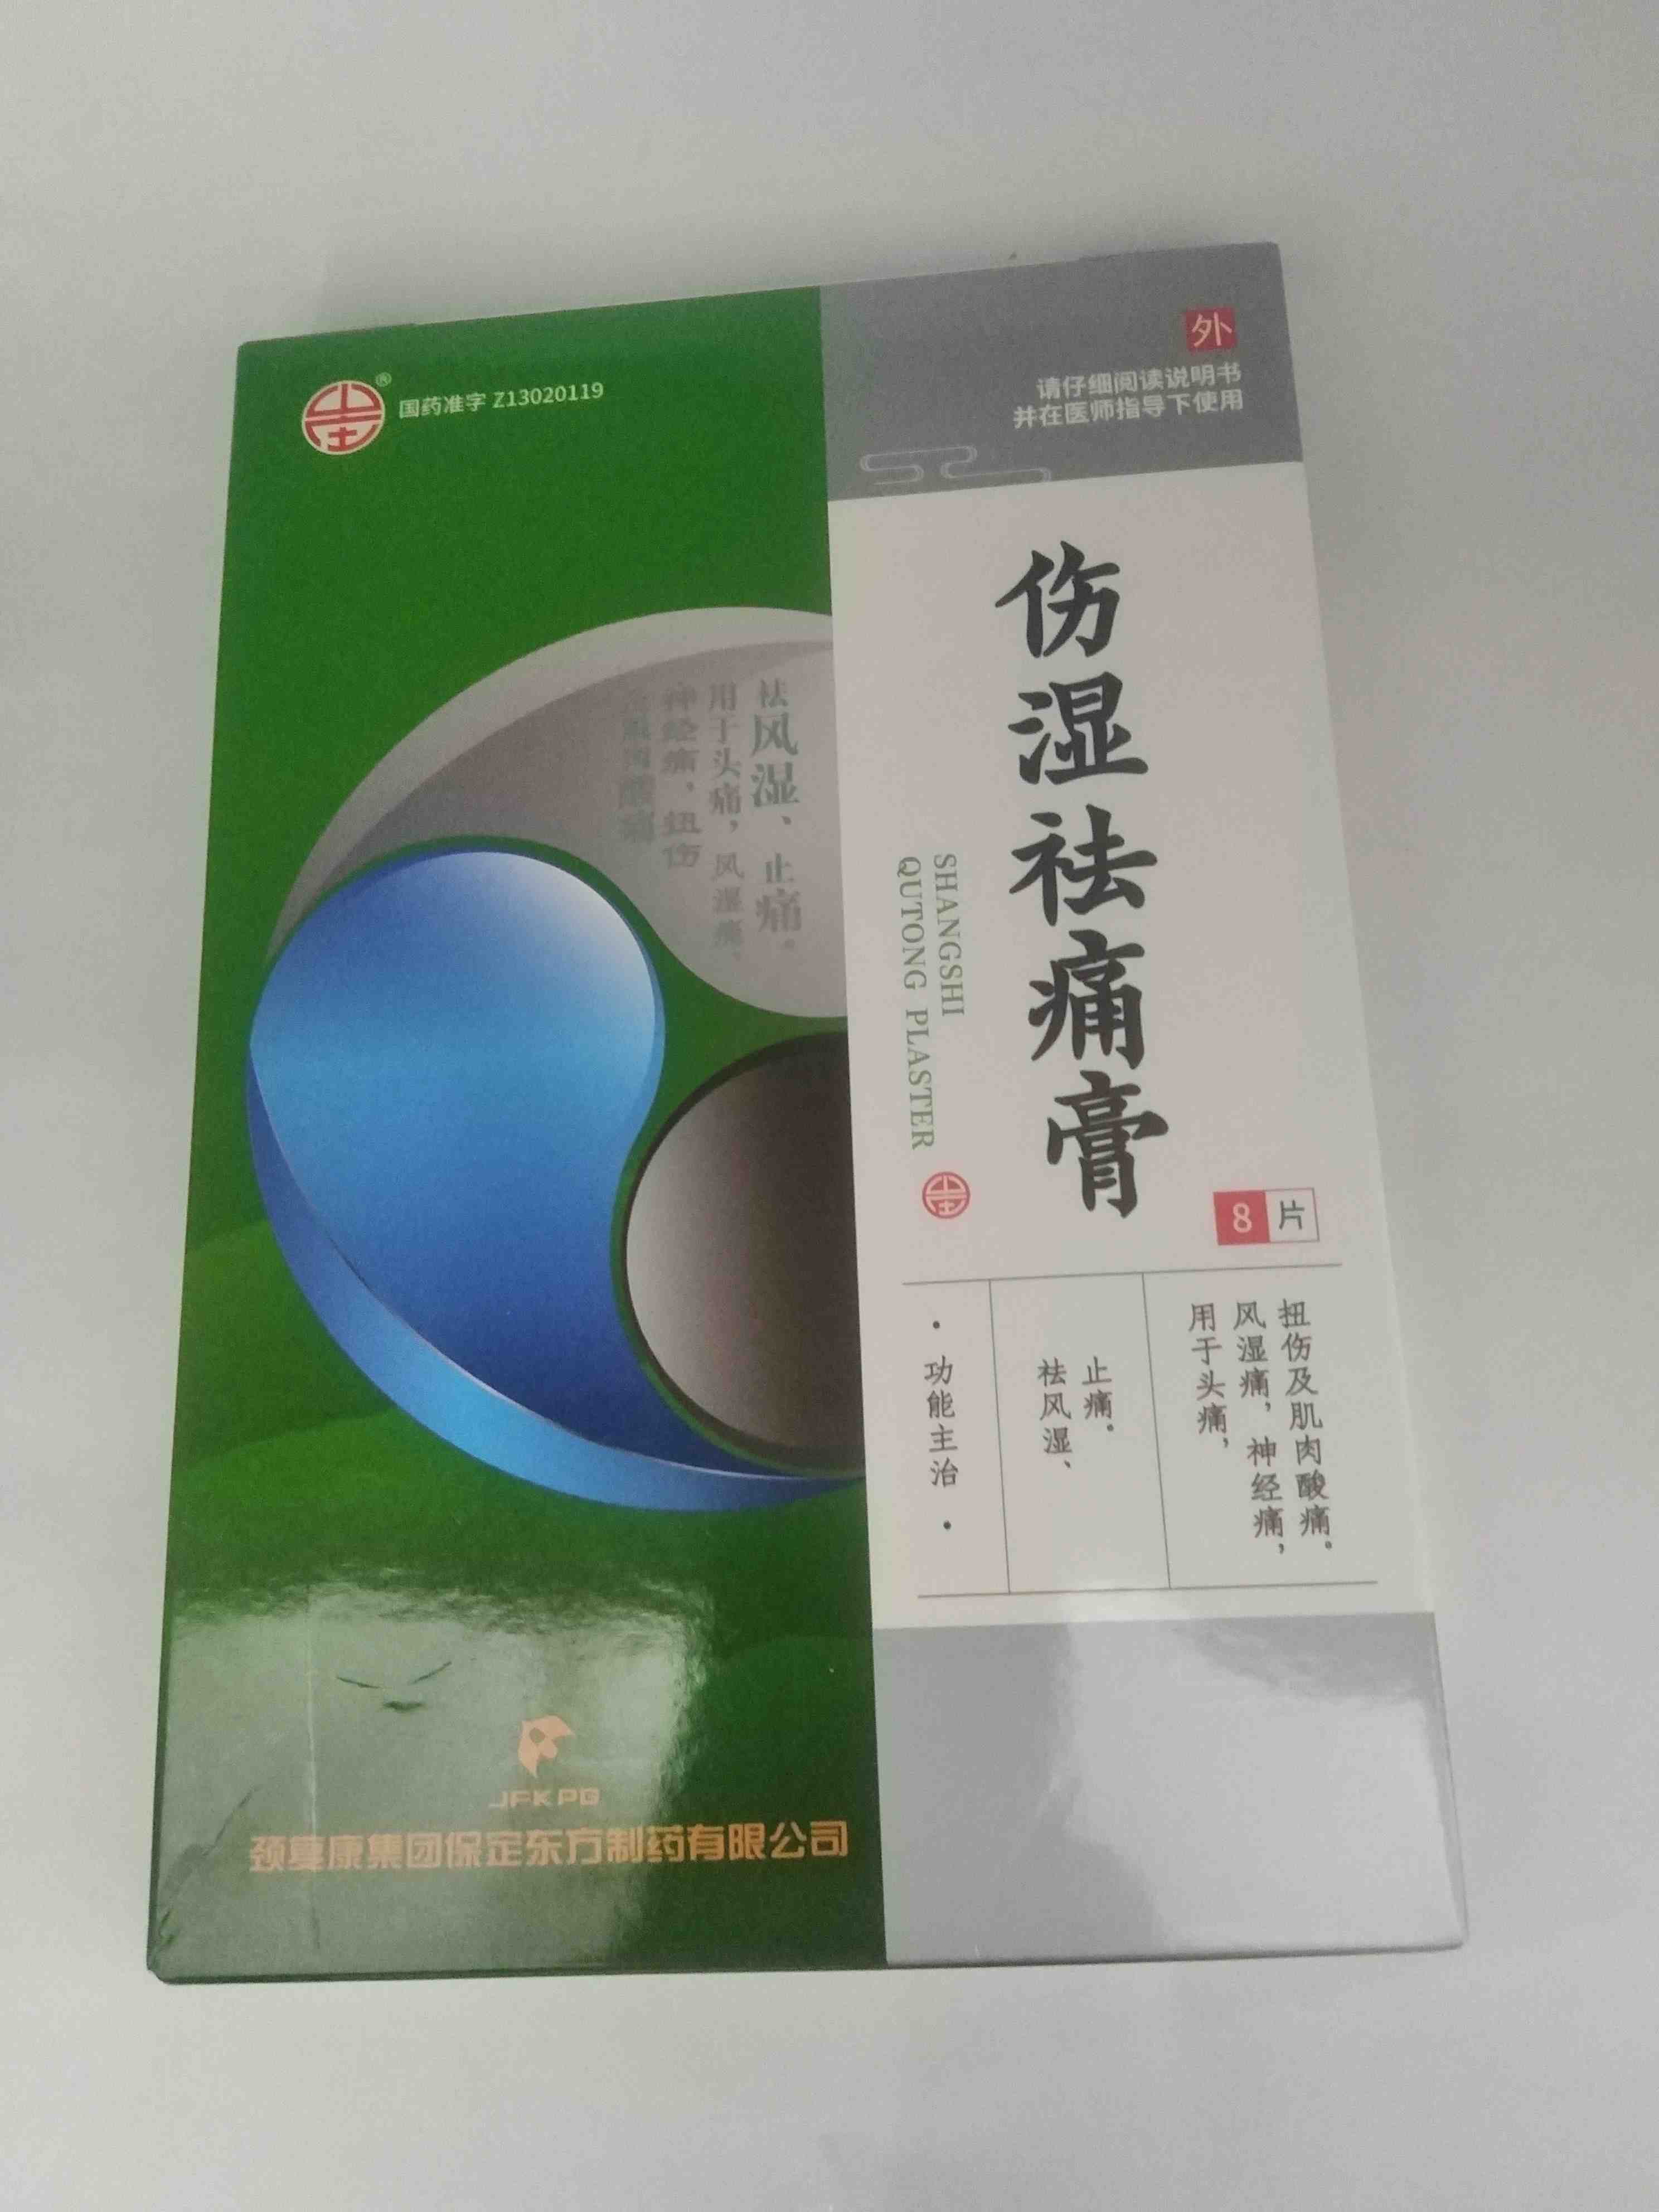 国药准字 Z13020119
外
请仔细阅读说明书
并在医师指导下使用
伤湿祛痛膏
SHANGSHI
QUTONG PLASTER
8片
祛风湿、止痛。
用于头痛，风湿痛，
神经痛，扭伤
肌肉酸痛
·功能主治·
祛风湿、
止痛。
用于头痛，
风湿痛，神经痛，
扭伤及肌肉酸痛。
JFKPG
颈复康集团保定东方制药有限公司